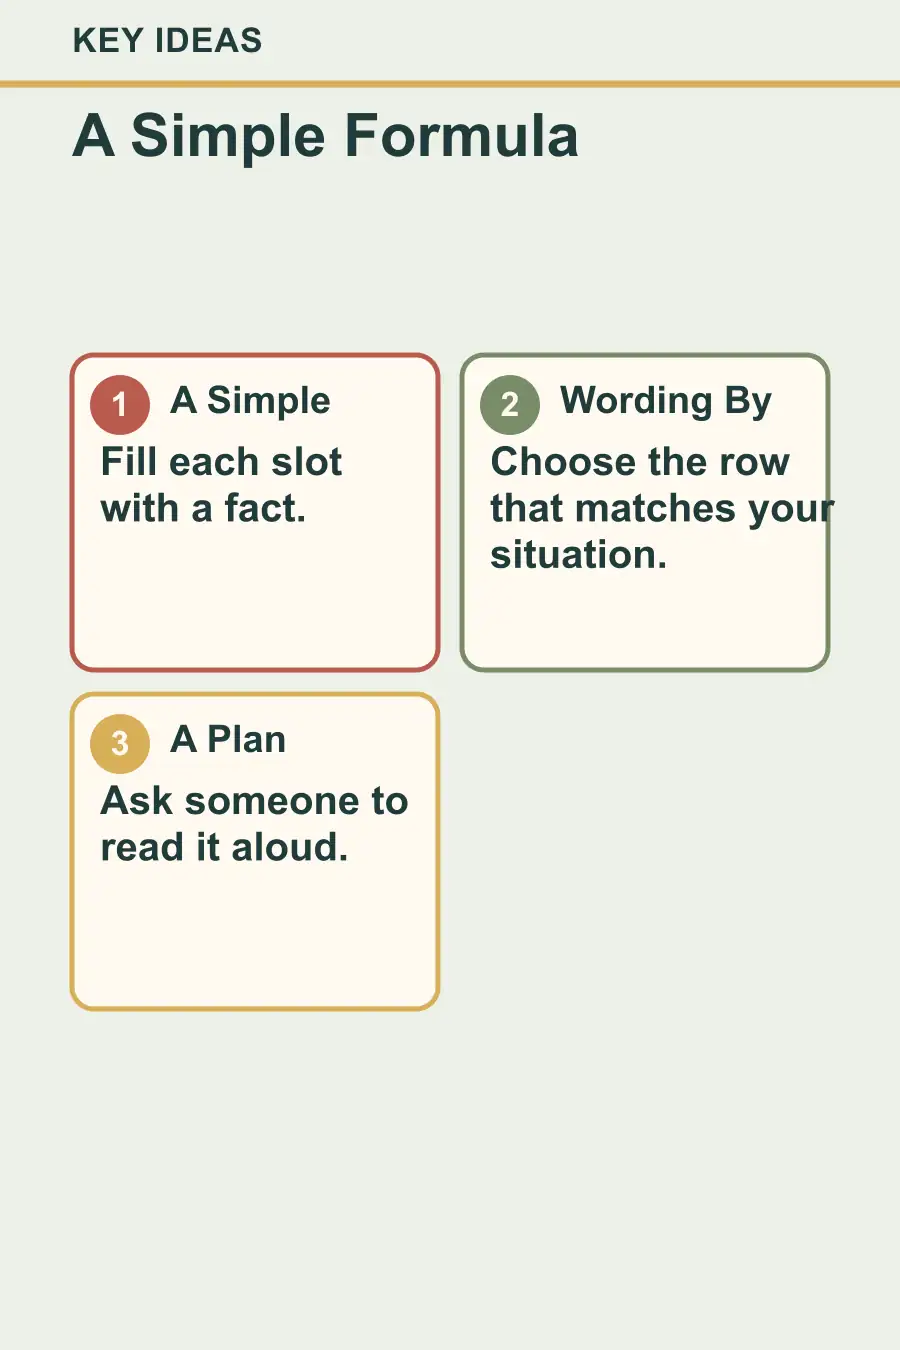 KEY IDEAS
A Simple Formula
1 A Simple
Fill each slot
with a fact.
2 Wording By
Choose the row
that matches your
situation.
3 A Plan
Ask someone to
read it aloud.